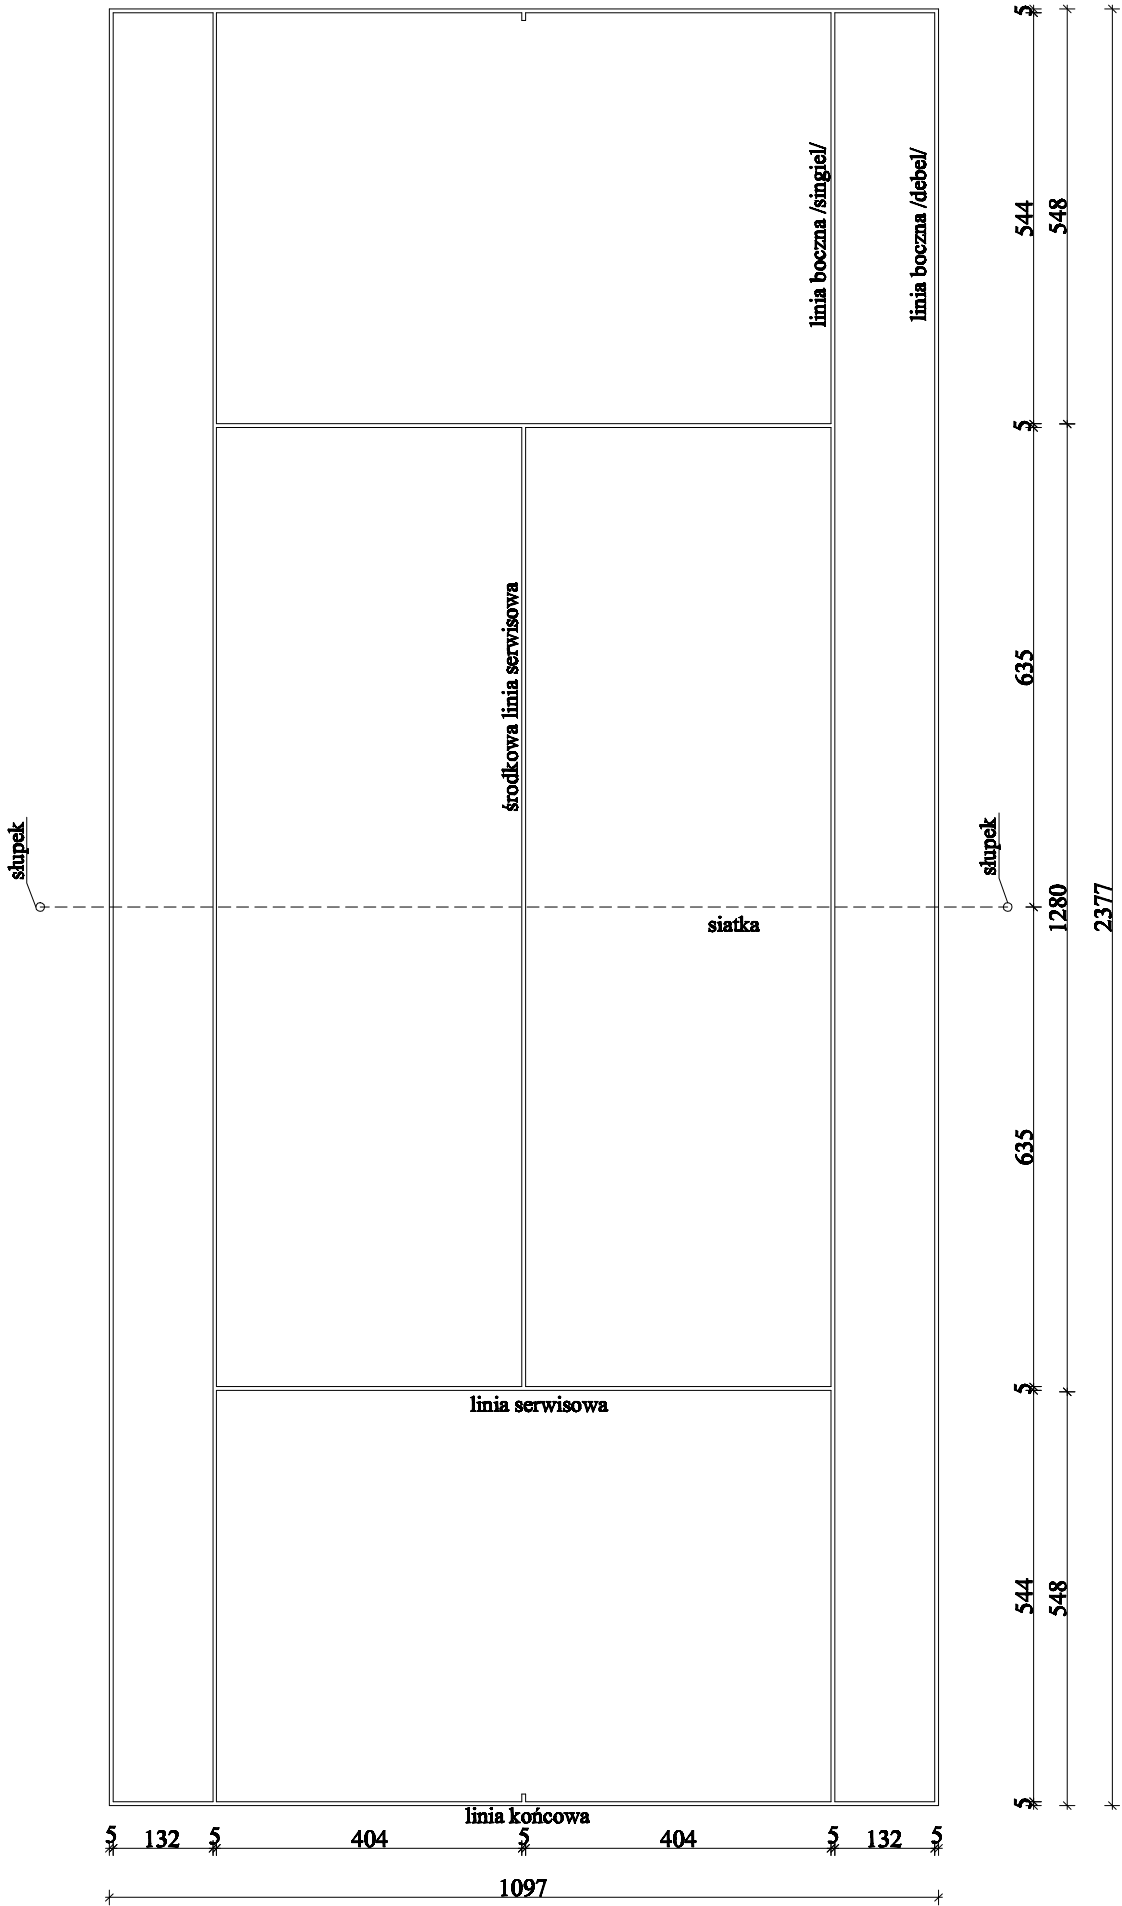 5
linia boczna /singiel/
linia boczna /debel/
544
548
5
środkowa linia serwisowa
635
słupek
słupek
siatka
1280
2377
635
5
linia serwisowa
544
548
5
linia końcowa
5 132 5 404 5 404 5 132 5
1097